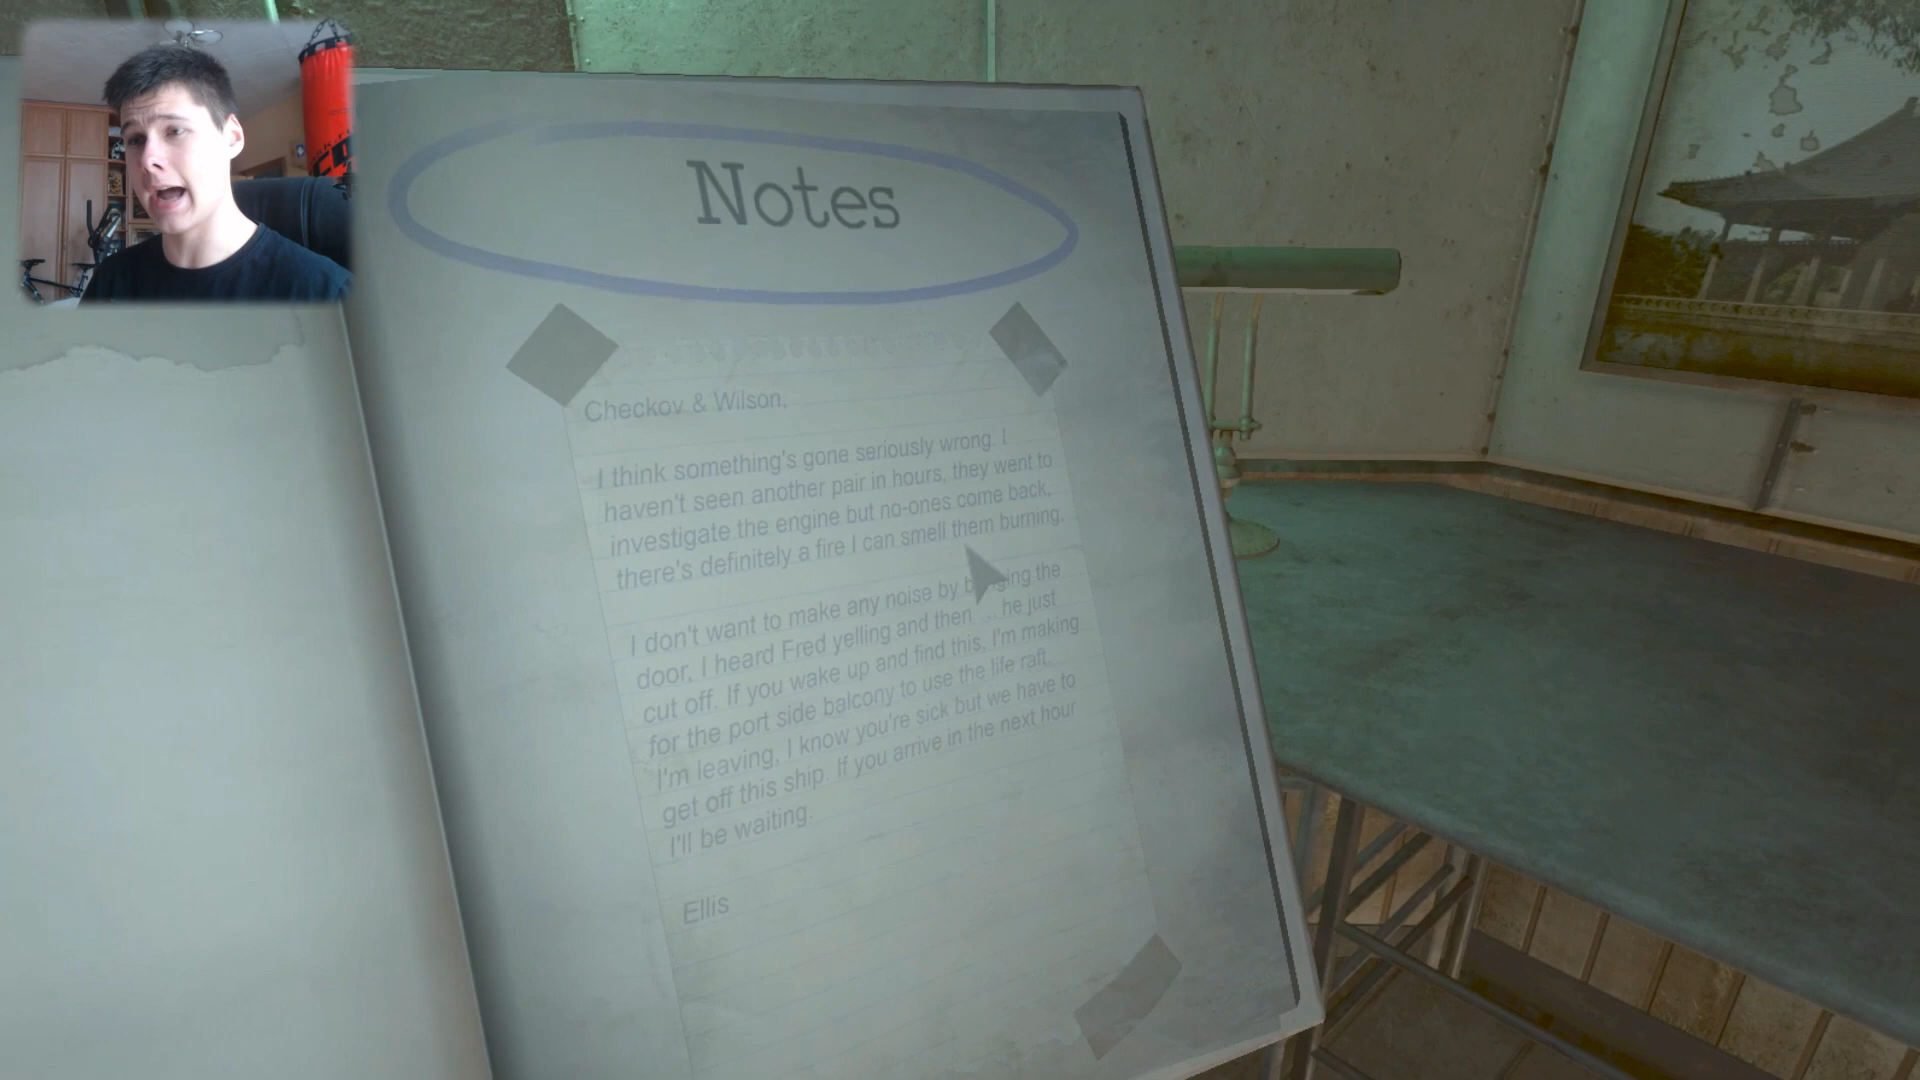 Notes
Checkov & Wilson,
I think something's gone seriously wrong. I
haven't seen another pair in hours, they went to
investigate the engine but no-ones come back,
there's definitely a fire I can smell them burning.
I don't want to make any noise by banging the
door, I heard Fred yelling and then ... he just
cut off. If you wake up and find this, I'm making
for the port side balcony to use the life raft.
I'm leaving, I know you're sick but we have to
get off this ship. If you arrive in the next hour
I'll be waiting.
Ellis